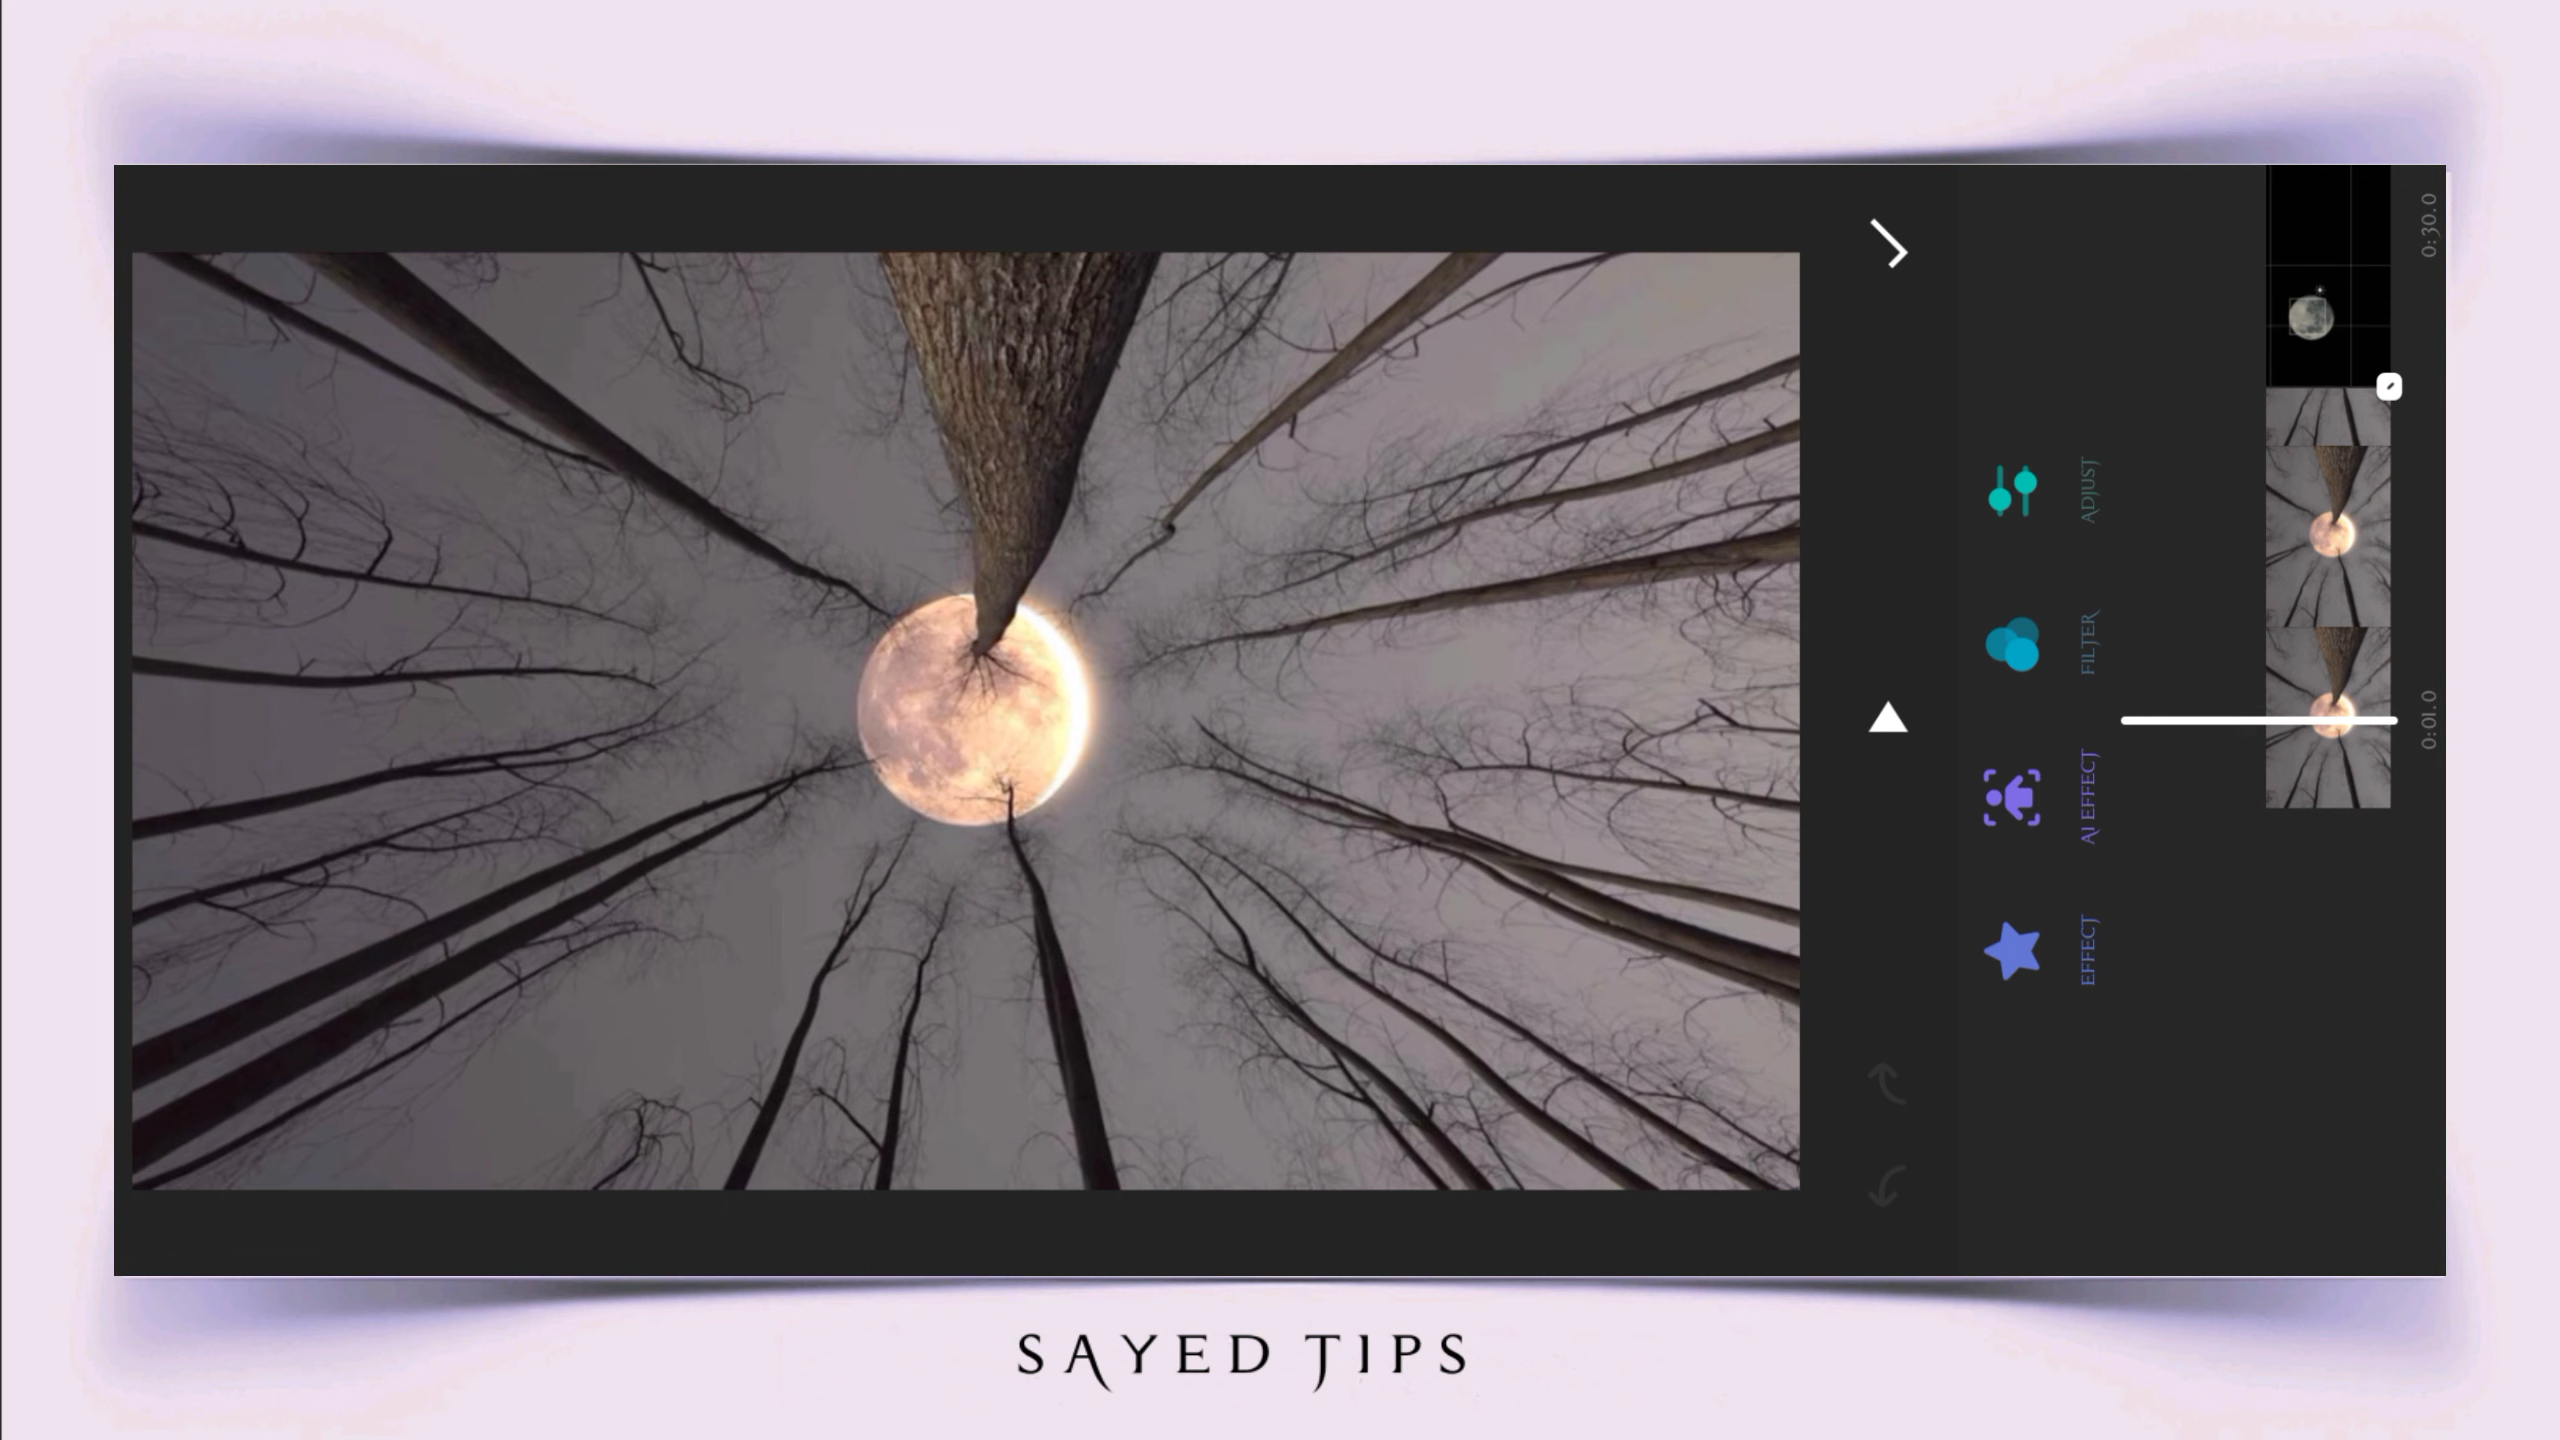 EFFECT
AI EFFECT
FILTER
ADJUST
0:01.0
0:30.0
SAYED TIPS